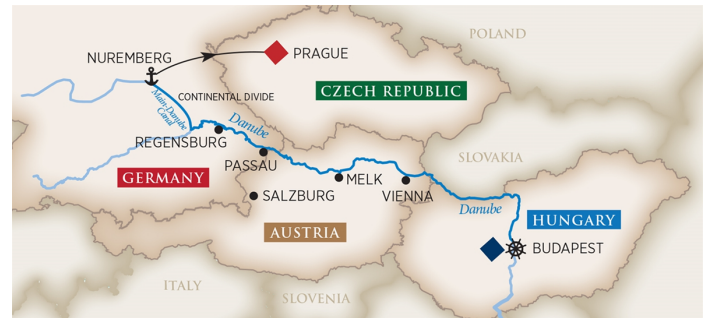 POLAND
NUREMBERG
PRAGUE
CZECH REPUBLIC
Main-Danube
Canal
CONTINENTAL DIVIDE
Danube
REGENSBURG
PASSAU
SLOVAKIA
GERMANY
MELK
SALZBURG
VIENNA
Danube
HUNGARY
AUSTRIA
BUDAPEST
ITALY
SLOVENIA